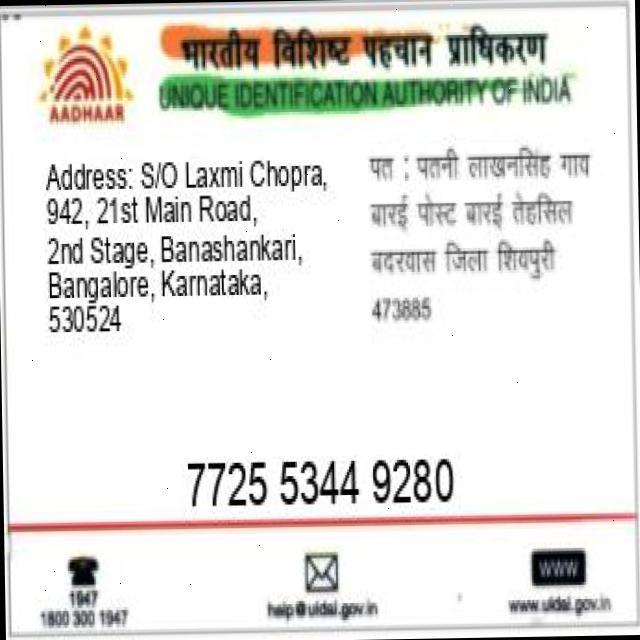 भारतीय विशिष्ट पहचान प्राधिकरण
UNIQUE IDENTIFICATION AUTHORITY OF INDIA
AADHAAR
Address: S/O Laxmi Chopra,
942, 21st Main Road,
2nd Stage, Banashankari,
Bangalore, Karnataka,
530524
पत : पतनी लाखनसिंह गाव
बारई पोस्ट बारई तेहसिल
बदरवास जिला शिवपुरी
473885
7725 5344 9280
1947
1800 300 1947
help@uidai.gov.in
www
www.uidai.gov.in